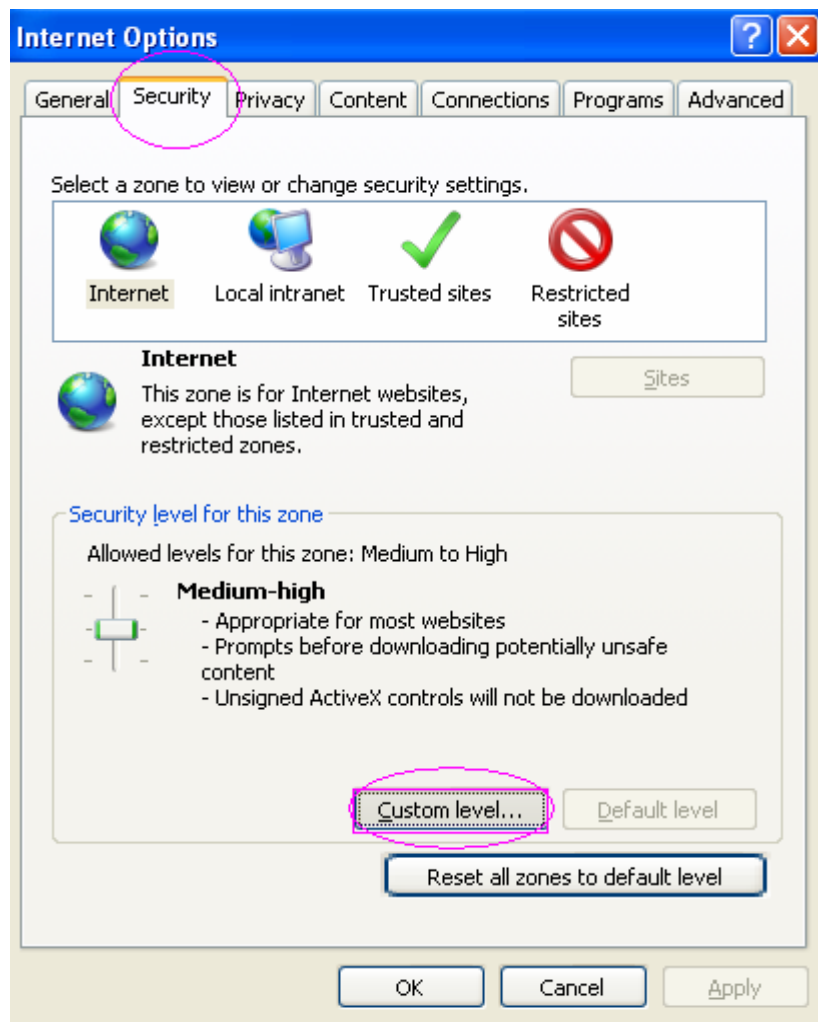 Internet Options
General Security Privacy Content Connections Programs Advanced
Select a zone to view or change security settings.
Internet Local intranet Trusted sites Restricted
sites
Internet
This zone is for Internet websites,
except those listed in trusted and
restricted zones.
Sites
Security level for this zone
Allowed levels for this zone: Medium to High
Medium-high
- Appropriate for most websites
- Prompts before downloading potentially unsafe
content
- Unsigned ActiveX controls will not be downloaded
Custom level... Default level
Reset all zones to default level
OK Cancel Apply